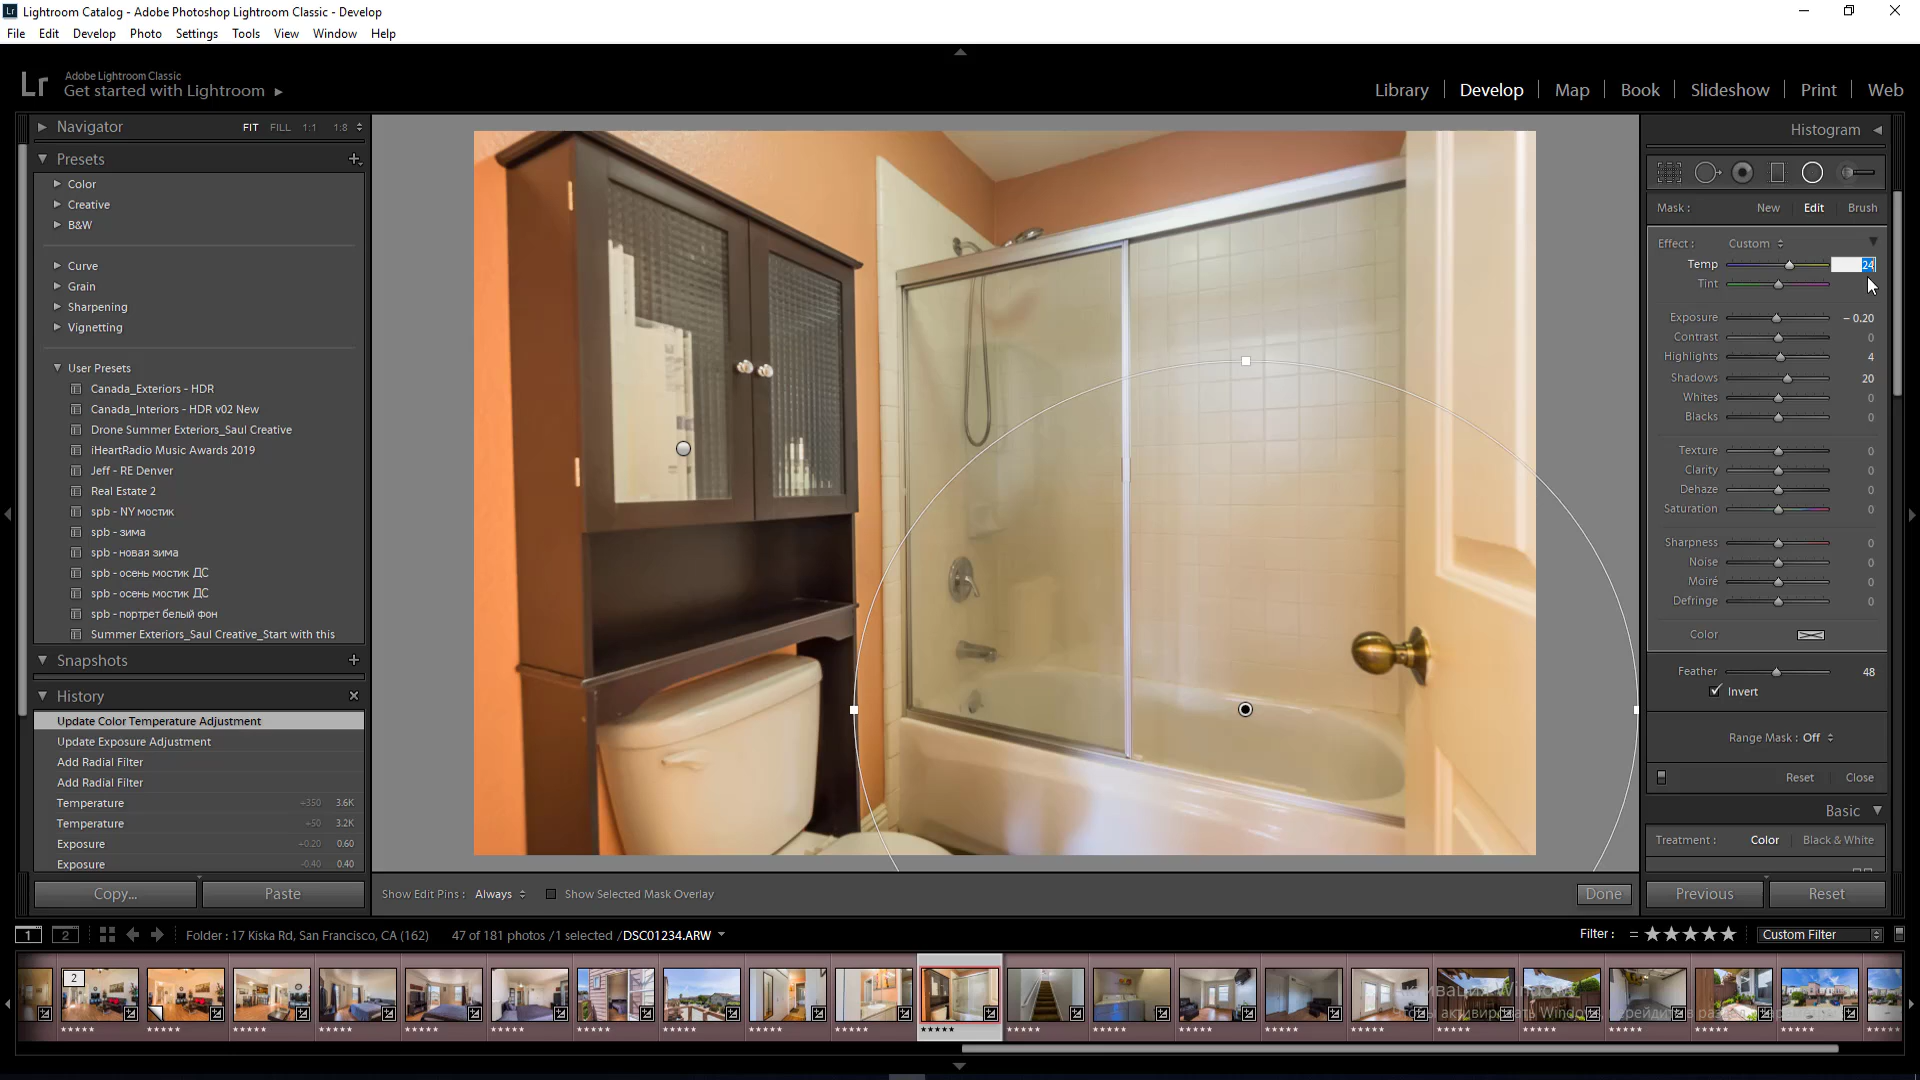 Lightroom Catalog - Adobe Photoshop Lightroom Classic - Develop
File Edit Develop Photo Settings Tools View Window Help
Lr
Adobe Lightroom Classic
Get started with Lightroom
Library Develop Map Book Slideshow Print Web
Navigator FIT FILL 1:1 1:8
Presets
Color
Creative
B&W
Curve
Grain
Sharpening
Vignetting
User Presets
Canada_Exteriors - HDR
Canada_Interiors - HDR v02 New
Drone Summer Exteriors_Saul Creative
iHeartRadio Music Awards 2019
Jeff - RE Denver
Real Estate 2
spb - NY мостик
spb - зима
spb - новая зима
spb - осень мостик ДС
spb - осень мостик ДС
spb - портрет белый фон
Summer Exteriors_Saul Creative_Start with this
Snapshots
History
Update Color Temperature Adjustment
Update Exposure Adjustment
Add Radial Filter
Add Radial Filter
Temperature +350 3.6K
Temperature +50 3.2K
Exposure +0.20 0.60
Exposure -0.40 0.40
Copy... Paste
Histogram
Mask : New Edit Brush
Effect : Custom
Temp 24
Tint
Exposure – 0.20
Contrast 0
Highlights 4
Shadows 20
Whites 0
Blacks 0
Texture 0
Clarity 0
Dehaze 0
Saturation 0
Sharpness 0
Noise 0
Moiré 0
Defringe 0
Color
Feather 48
Invert
Range Mask : Off
Reset Close
Basic
Treatment : Color Black & White
Previous Reset
Show Edit Pins : Always Show Selected Mask Overlay Done
1 2 Folder : 17 Kiska Rd, San Francisco, CA (162) 47 of 181 photos /1 selected /DSC01234.ARW Filter : Custom Filter
2
активировать Windows, перейдите в раздел